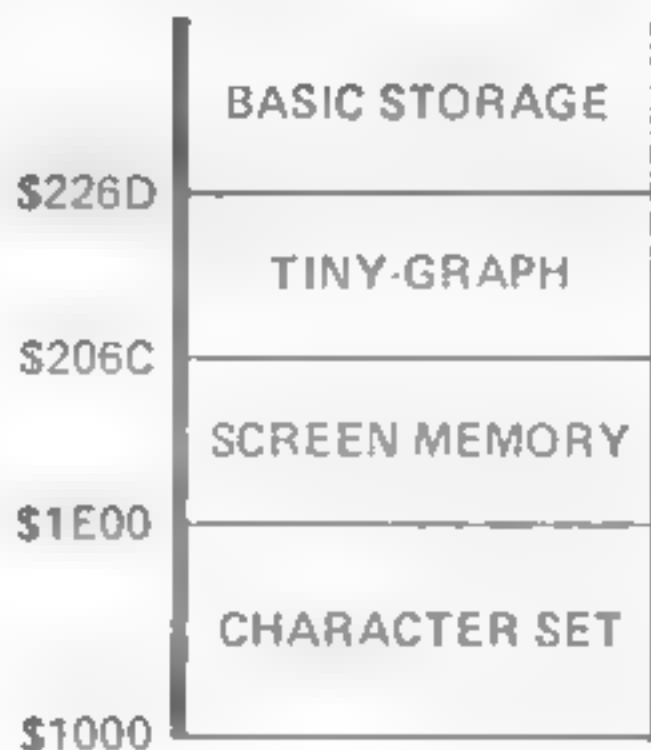 BASIC STORAGE
$226D
TINY-GRAPH
$206C
SCREEN MEMORY
$1E00
CHARACTER SET
$1000